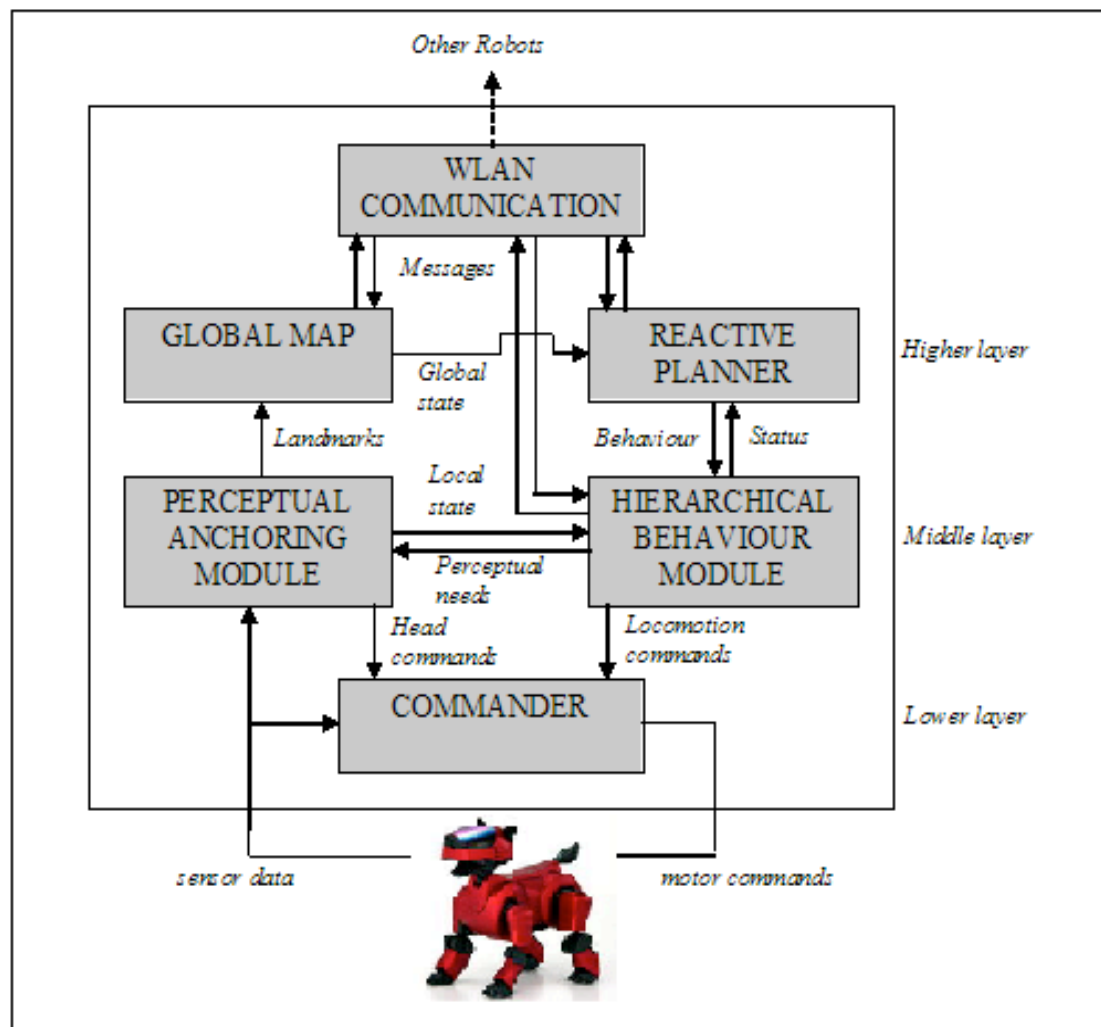 Other Robots
WLAN
COMMUNICATION
Messages
GLOBAL MAP
REACTIVE
PLANNER
Higher layer
Global
state
Landmarks
Behaviour
Status
Local
state
PERCEPTUAL
ANCHORING
MODULE
HIERARCHICAL
BEHAVIOUR
MODULE
Middle layer
Perceptual
needs
Head
commands
Locomotion
commands
COMMANDER
Lower layer
sensor data
motor commands